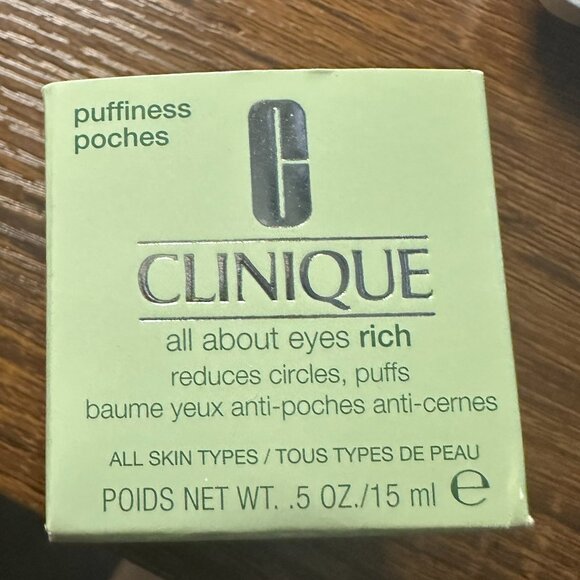 puffiness
poches
C
CLINIQUE
all about eyes rich
reduces circles, puffs
baume yeux anti-poches anti-cernes
ALL SKIN TYPES / TOUS TYPES DE PEAU
POIDS NET WT. .5 OZ./15 ml ℮